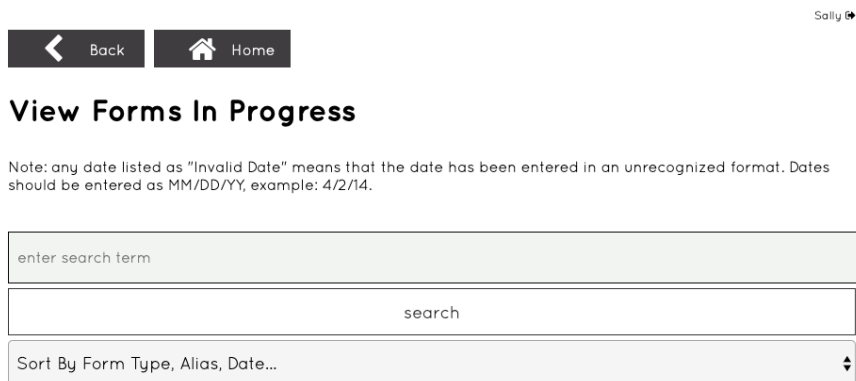 Sally
Back
Home
View Forms In Progress
Note: any date listed as "Invalid Date" means that the date has been entered in an unrecognized format. Dates
should be entered as MM/DD/YY, example: 4/2/14.
enter search term
search
Sort By Form Type, Alias, Date...